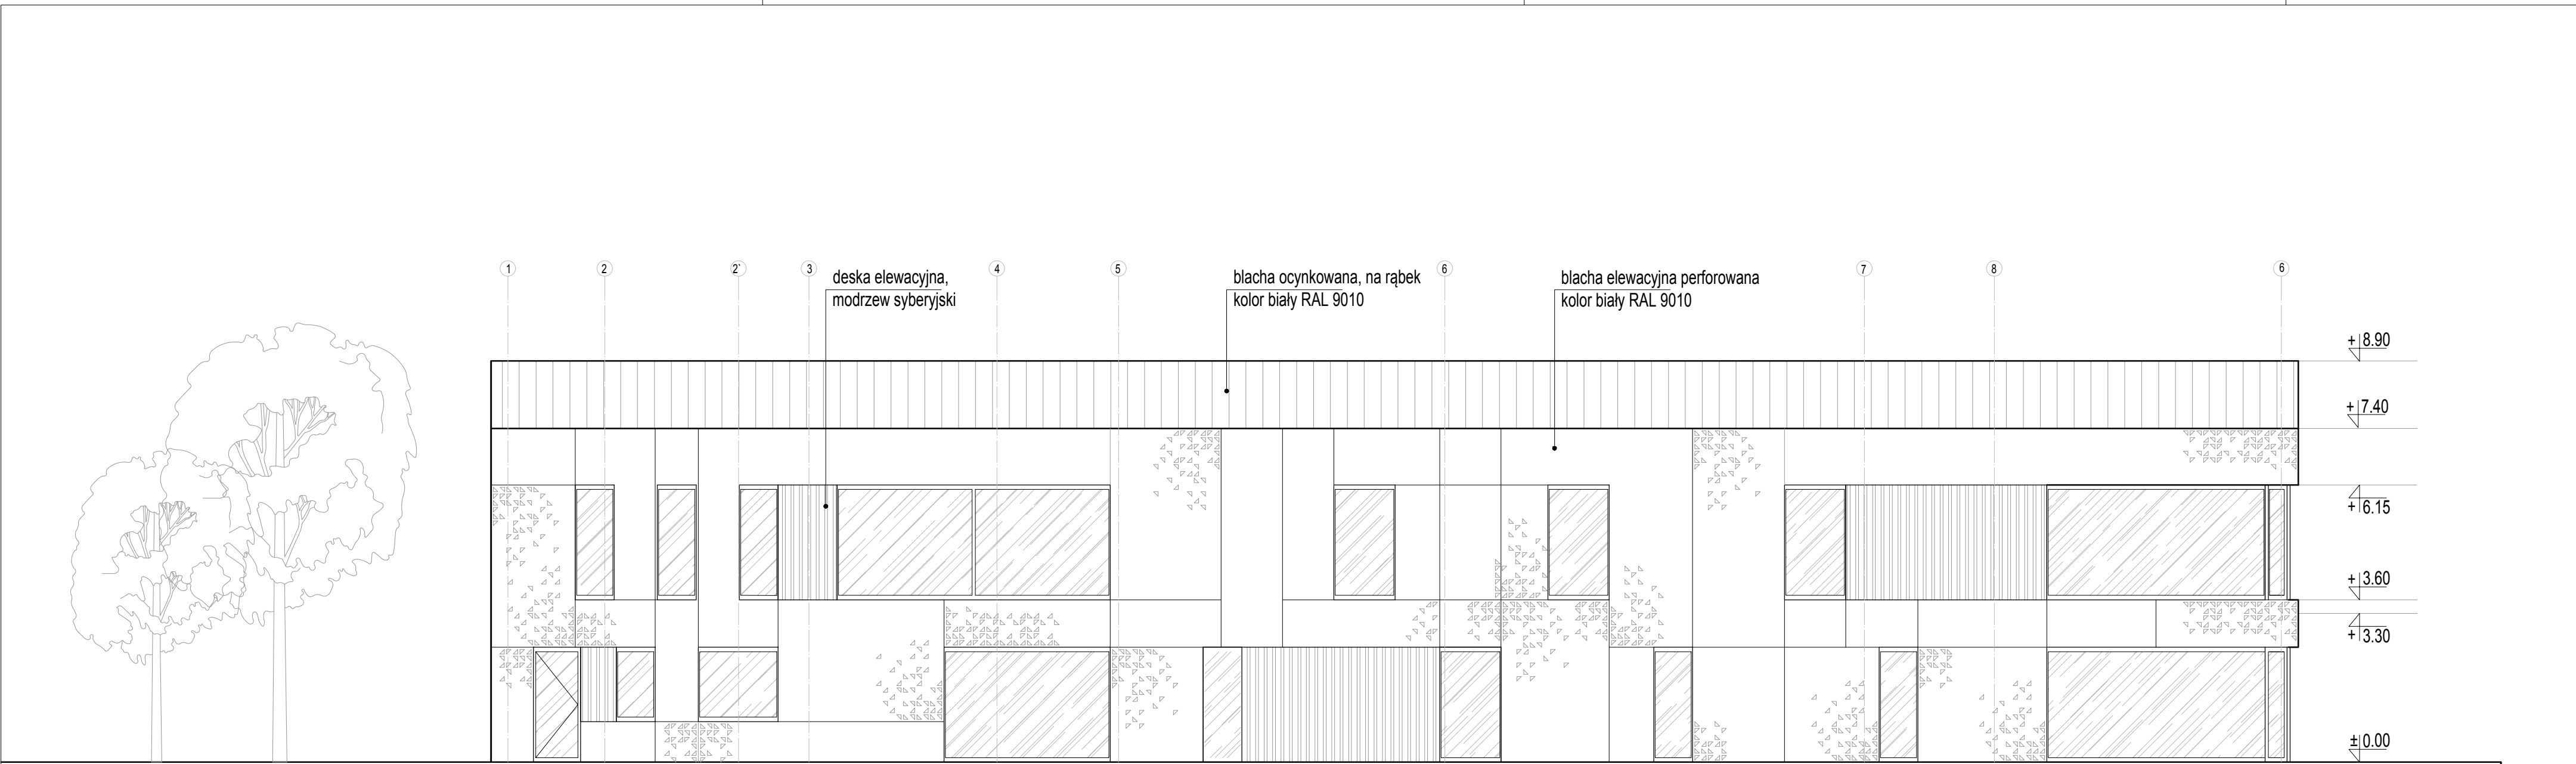 1
2
2`
3
4
5
6
7
8
6
deska elewacyjna,
modrzew syberyjski
blacha ocynkowana, na rąbek
kolor biały RAL 9010
blacha elewacyjna perforowana
kolor biały RAL 9010
+ 8.90
+ 7.40
+ 6.15
+ 3.60
+ 3.30
± 0.00